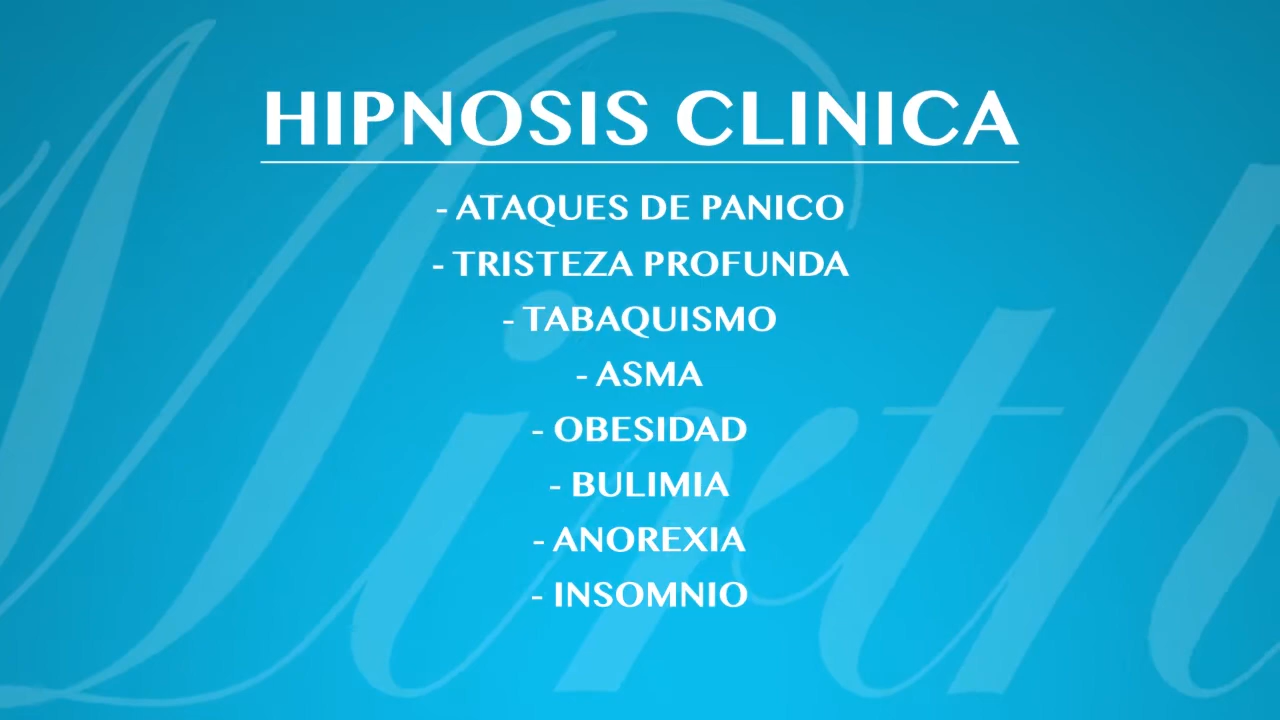 HIPNOSIS CLINICA
- ATAQUES DE PANICO
- TRISTEZA PROFUNDA
- TABAQUISMO
- ASMA
- OBESIDAD
- BULIMIA
- ANOREXIA
- INSOMNIO